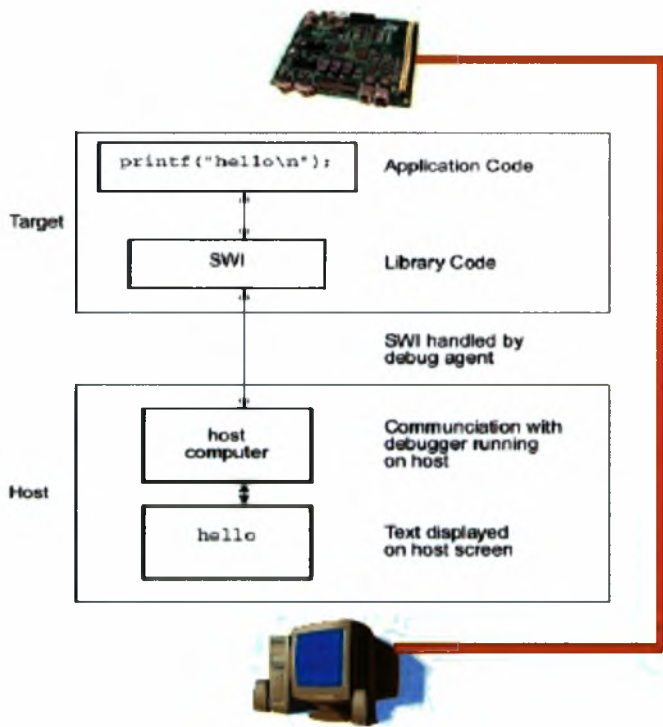 printf("hello\n");
Application Code
Target
SWI
Library Code
SWI handled by
debug agent
host
computer
Communciation with
debugger running
on host
Host
hello
Text displayed
on host screen